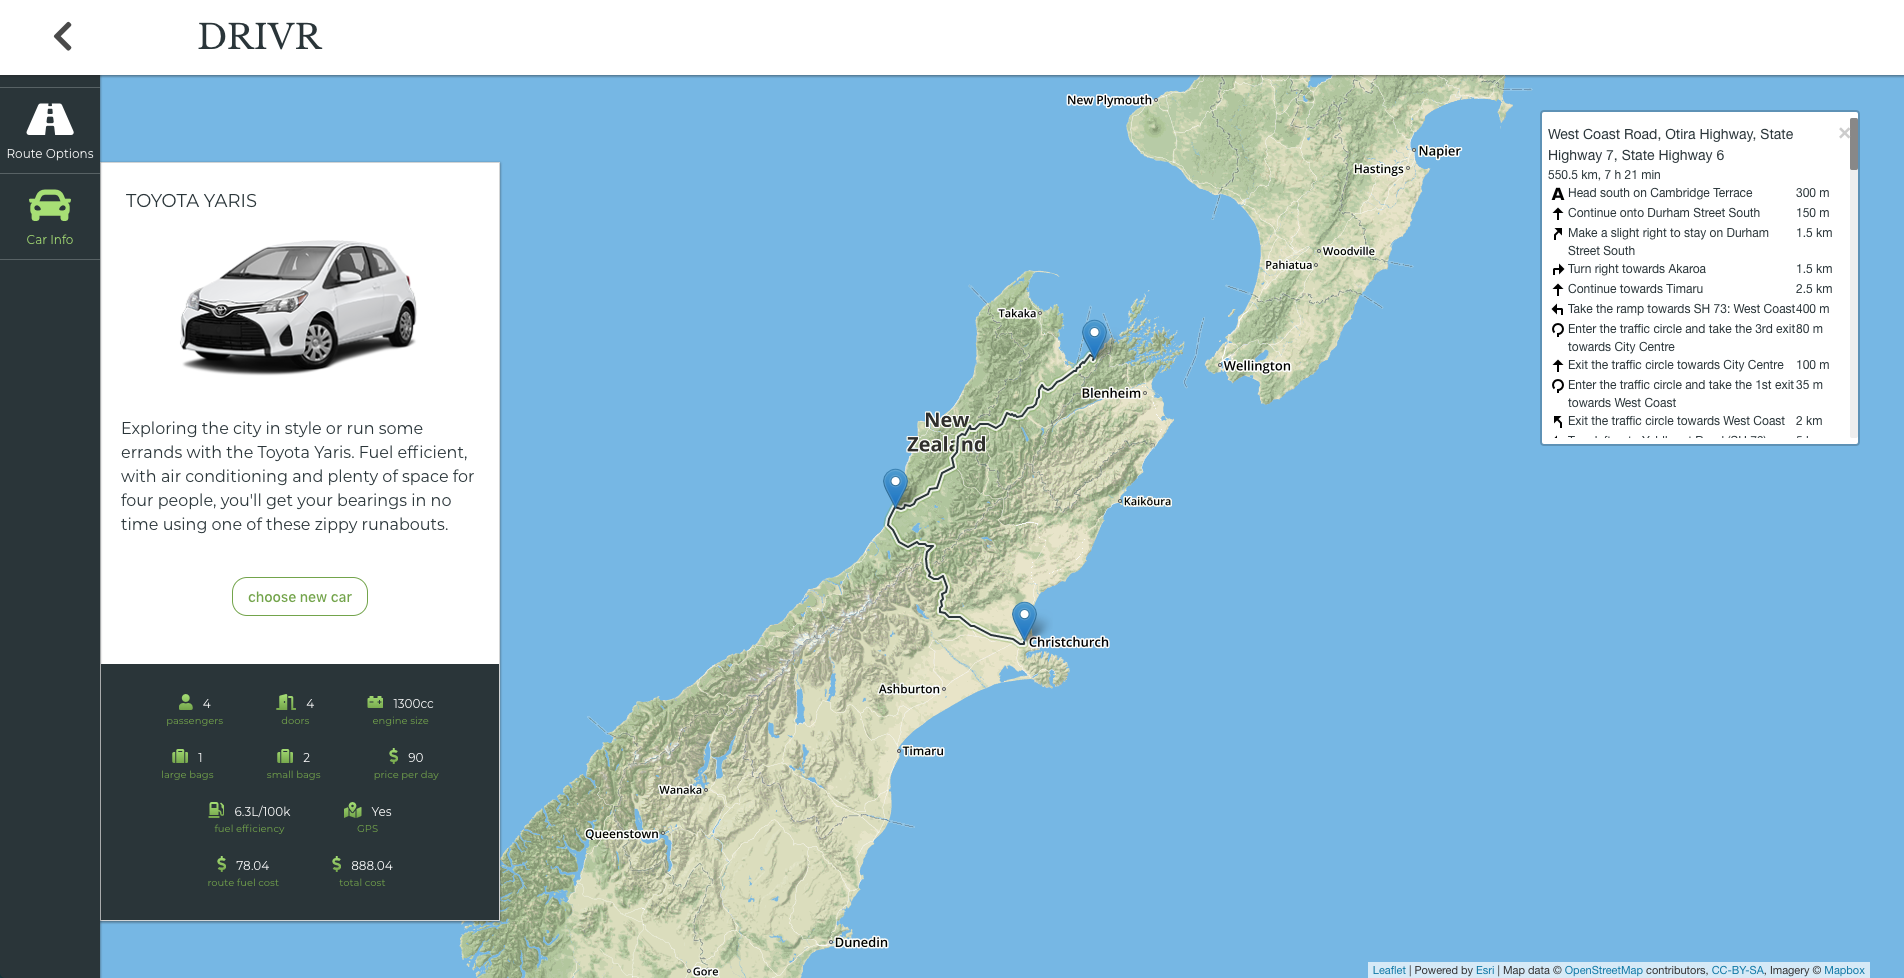 DRIVR
Route Options
Car Info
TOYOTA YARIS
Exploring the city in style or run some
errands with the Toyota Yaris. Fuel efficient,
with air conditioning and plenty of space for
four people, you'll get your bearings in no
time using one of these zippy runabouts.
choose new car
4
passengers
4
doors
1300cc
engine size
1
large bags
2
small bags
90
price per day
6.3L/100k
fuel efficiency
Yes
GPS
78.04
route fuel cost
888.04
total cost
New Plymouth
Napier
Hastings
Woodville
Pahiatua
Takaka
Wellington
Blenheim
New
Zealand
Kaikōura
Christchurch
Ashburton
Timaru
Wanaka
Queenstown
Dunedin
Gore
West Coast Road, Otira Highway, State
Highway 7, State Highway 6
550.5 km, 7 h 21 min
Head south on Cambridge Terrace 300 m
Continue onto Durham Street South 150 m
Make a slight right to stay on Durham 1.5 km
Street South
Turn right towards Akaroa 1.5 km
Continue towards Timaru 2.5 km
Take the ramp towards SH 73: West Coast 400 m
Enter the traffic circle and take the 3rd exit 80 m
towards City Centre
Exit the traffic circle towards City Centre 100 m
Enter the traffic circle and take the 1st exit 35 m
towards West Coast
Exit the traffic circle towards West Coast 2 km
Leaflet | Powered by Esri | Map data © OpenStreetMap contributors, CC-BY-SA, Imagery © Mapbox